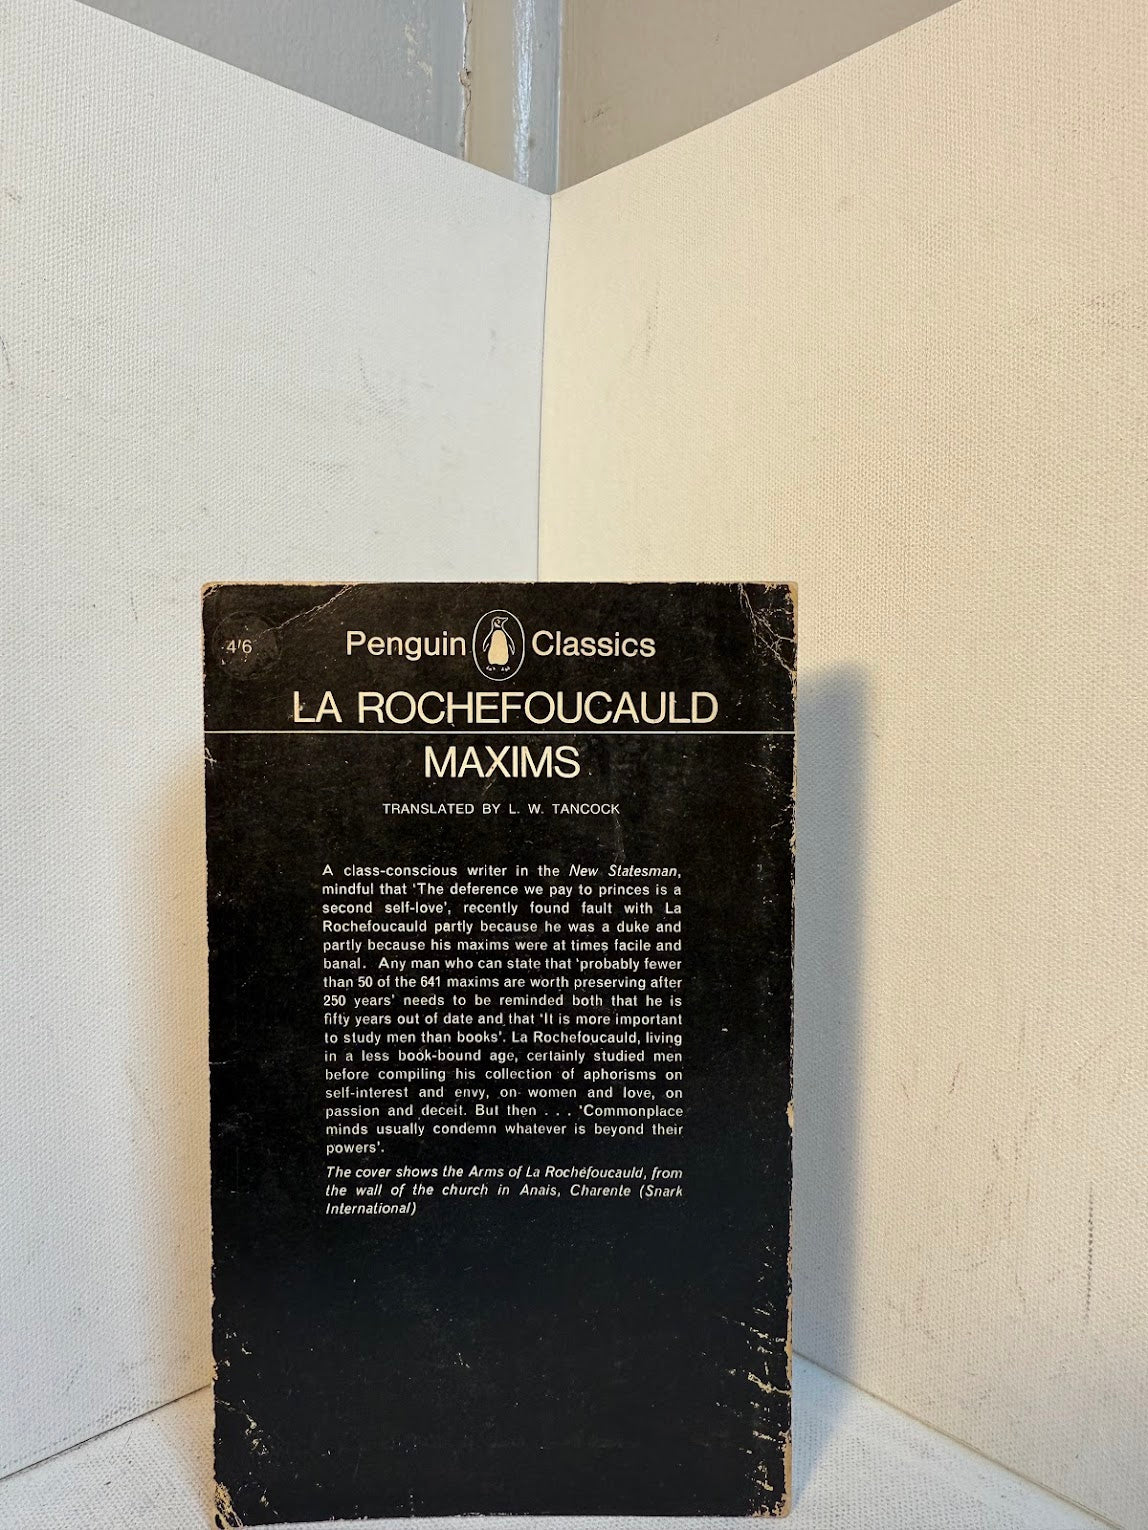 4'6
Penguin Classics
LA ROCHEFOUCAULD
MAXIMS
TRANSLATED BY L. W. TANCOCK
A class-conscious writer in the New Statesman,
mindful that 'The deference we pay to princes is a
second self-love', recently found fault with La
Rochefoucauld partly because he was a duke and
partly because his maxims were at times facile and
banal. Any man who can state that 'probably fewer
than 50 of the 641 maxims are worth preserving after
250 years' needs to be reminded both that he is
fifty years out of date and that 'It is more important
to study men than books'. La Rochefoucauld, living
in a less book-bound age, certainly studied men
before compiling his collection of aphorisms on
self-interest and envy, on women and love, on
passion and deceit. But then . . . 'Commonplace
minds usually condemn whatever is beyond their
powers'.
The cover shows the Arms of La Rochefoucauld, from
the wall of the church in Anais, Charente (Snark
International)